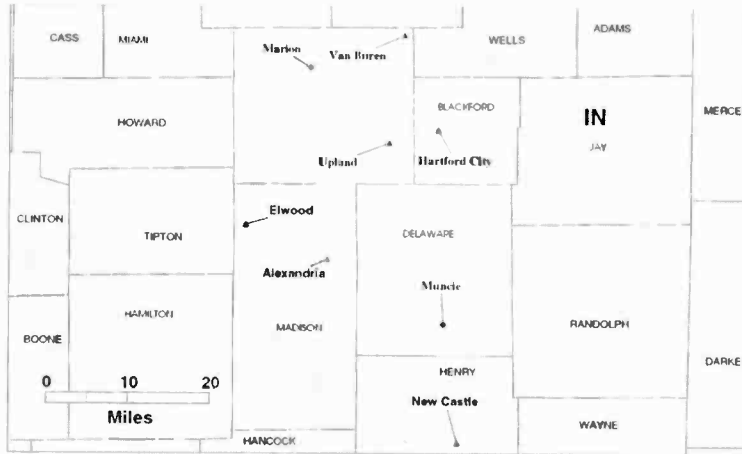 CASS
MIAMI
Marion
Van Buren
WELLS
ADAMS
BLACKFORD
IN
JAY
MERCE
HOWARD
Upland
Hartford City
CLINTON
TIPTON
Elwood
DELAWARE
Alexandria
Muncie
HAMILTON
MADISON
RANDOLPH
BOONE
DARKE
HENRY
0 10 20
Miles
New Castle
WAYNE
HANCOCK